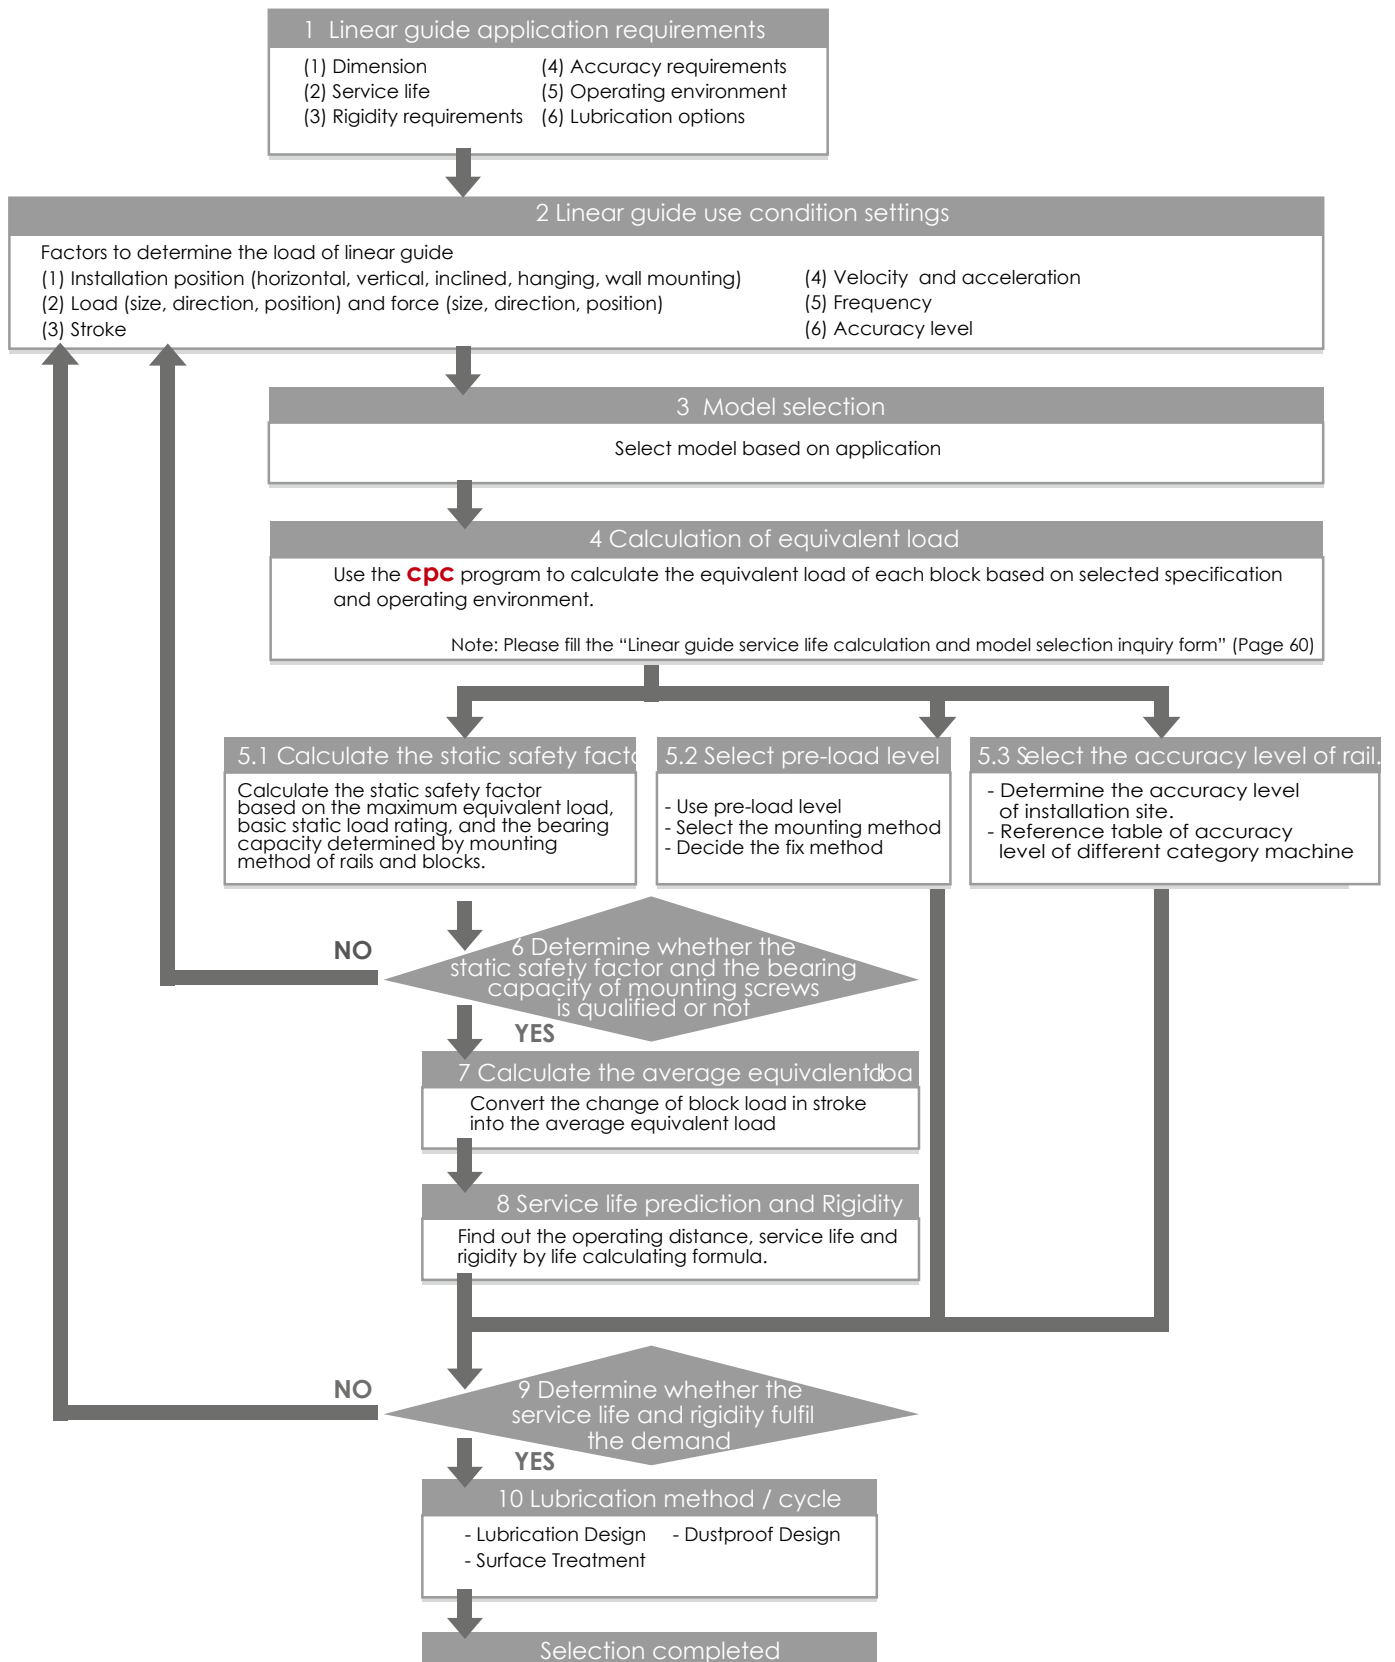 1 Linear guide application requirements
(1) Dimension
(2) Service life
(3) Rigidity requirements
(4) Accuracy requirements
(5) Operating environment
(6) Lubrication options
2 Linear guide use condition settings
Factors to determine the load of linear guide
(1) Installation position (horizontal, vertical, inclined, hanging, wall mounting)
(2) Load (size, direction, position) and force (size, direction, position)
(3) Stroke
(4) Velocity and acceleration
(5) Frequency
(6) Accuracy level
3 Model selection
Select model based on application
4 Calculation of equivalent load
Use the cpc program to calculate the equivalent load of each block based on selected specification
and operating environment.
Note: Please fill the “Linear guide service life calculation and model selection inquiry form” (Page 60)
5.1 Calculate the static safety facto
Calculate the static safety factor
based on the maximum equivalent load,
basic static load rating, and the bearing
capacity determined by mounting
method of rails and blocks.
5.2 Select pre-load level
- Use pre-load level
- Select the mounting method
- Decide the fix method
5.3 Select the accuracy level of rail.
- Determine the accuracy level
of installation site.
- Reference table of accuracy
level of different category machine
NO
6 Determine whether the
static safety factor and the bearing
capacity of mounting screws
is qualified or not
YES
7 Calculate the average equivalent doa
Convert the change of block load in stroke
into the average equivalent load
8 Service life prediction and Rigidity
Find out the operating distance, service life and
rigidity by life calculating formula.
NO
9 Determine whether the
service life and rigidity fulfil
the demand
YES
10 Lubrication method / cycle
- Lubrication Design - Dustproof Design
- Surface Treatment
Selection completed